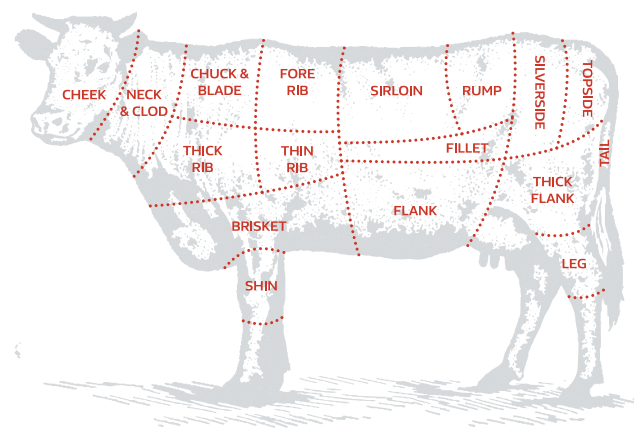 CHEEK
NECK
& CLOD
CHUCK &
BLADE
FORE
RIB
SIRLOIN
RUMP
SILVERSIDE
TOPSIDE
TAIL
THICK
RIB
THIN
RIB
FILLET
THICK
FLANK
FLANK
BRISKET
LEG
SHIN